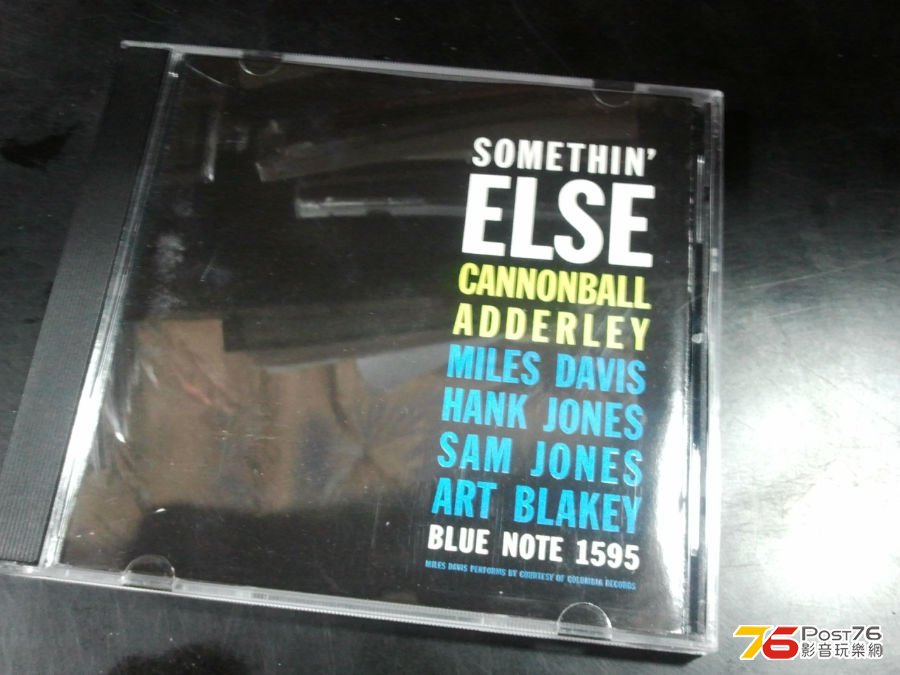 SOMETHIN'
ELSE
CANNONBALL
ADDERLEY
MILES DAVIS
HANK JONES
SAM JONES
ART BLAKEY
BLUE NOTE 1595
MILES DAVIS PERFORMS BY COURTESY OF COLUMBIA RECORDS
76 Post76
影音玩樂網